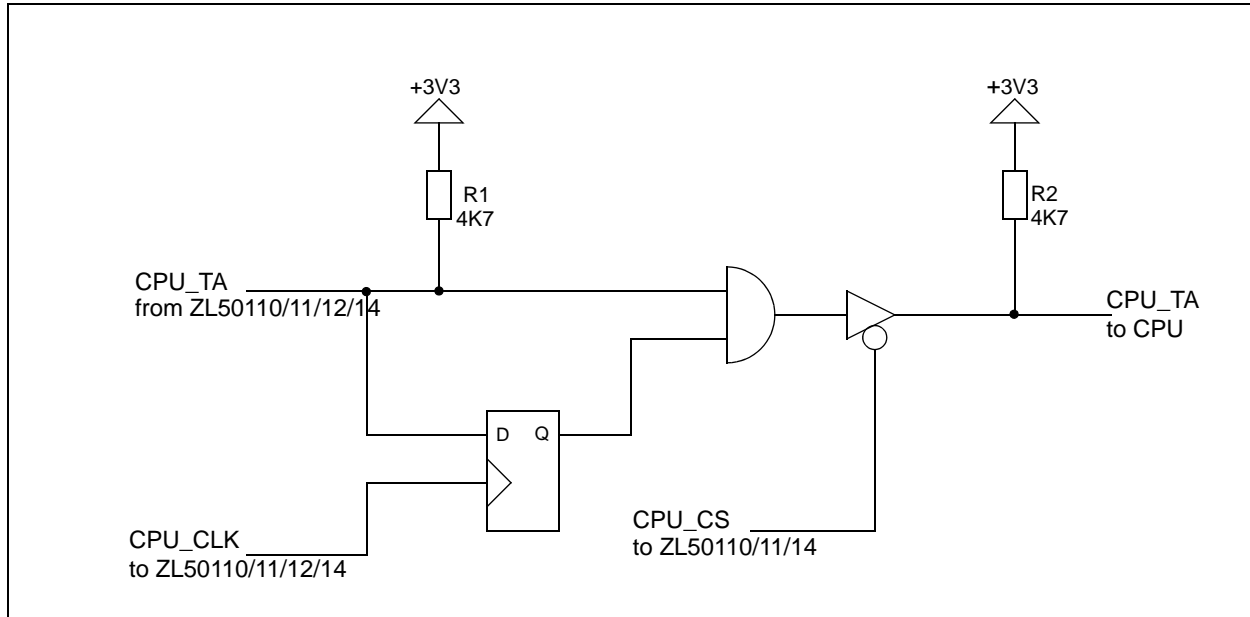 +3V3
+3V3
R1
4K7
R2
4K7
CPU_TA
from ZL50110/11/12/14
CPU_TA
to CPU
D Q
CPU_CLK
to ZL50110/11/12/14
CPU_CS
to ZL50110/11/14